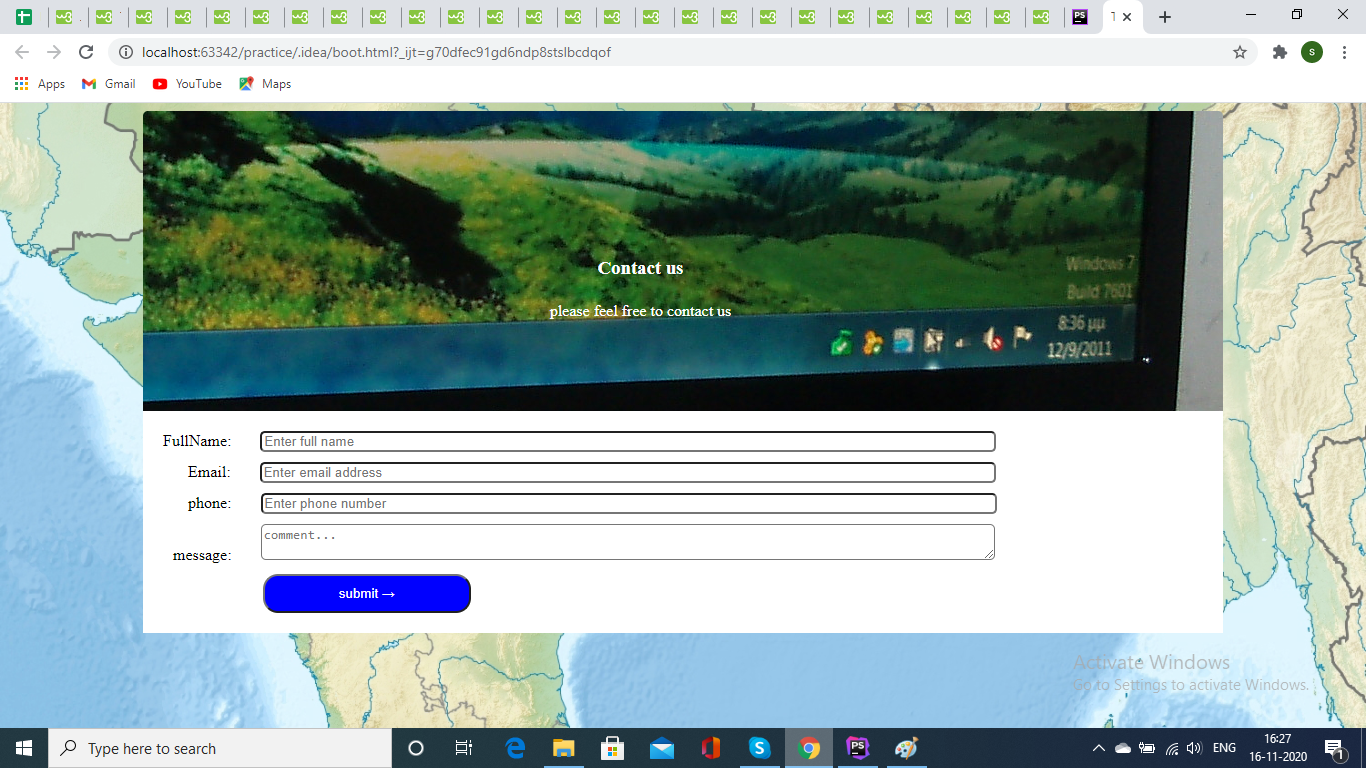 localhost:63342/practice/.idea/boot.html?_ijt=g70dfec91gd6ndp8stslbcdqof
Apps Gmail YouTube Maps
Contact us
Windows 7
Build 7601
please feel free to contact us
8:36 μμ
12/9/2011
FullName: Enter full name
Email: Enter email address
phone: Enter phone number
message: comment...
submit →
Activate Windows
Go to Settings to activate Windows.
Type here to search
ENG 16:27
16-11-2020